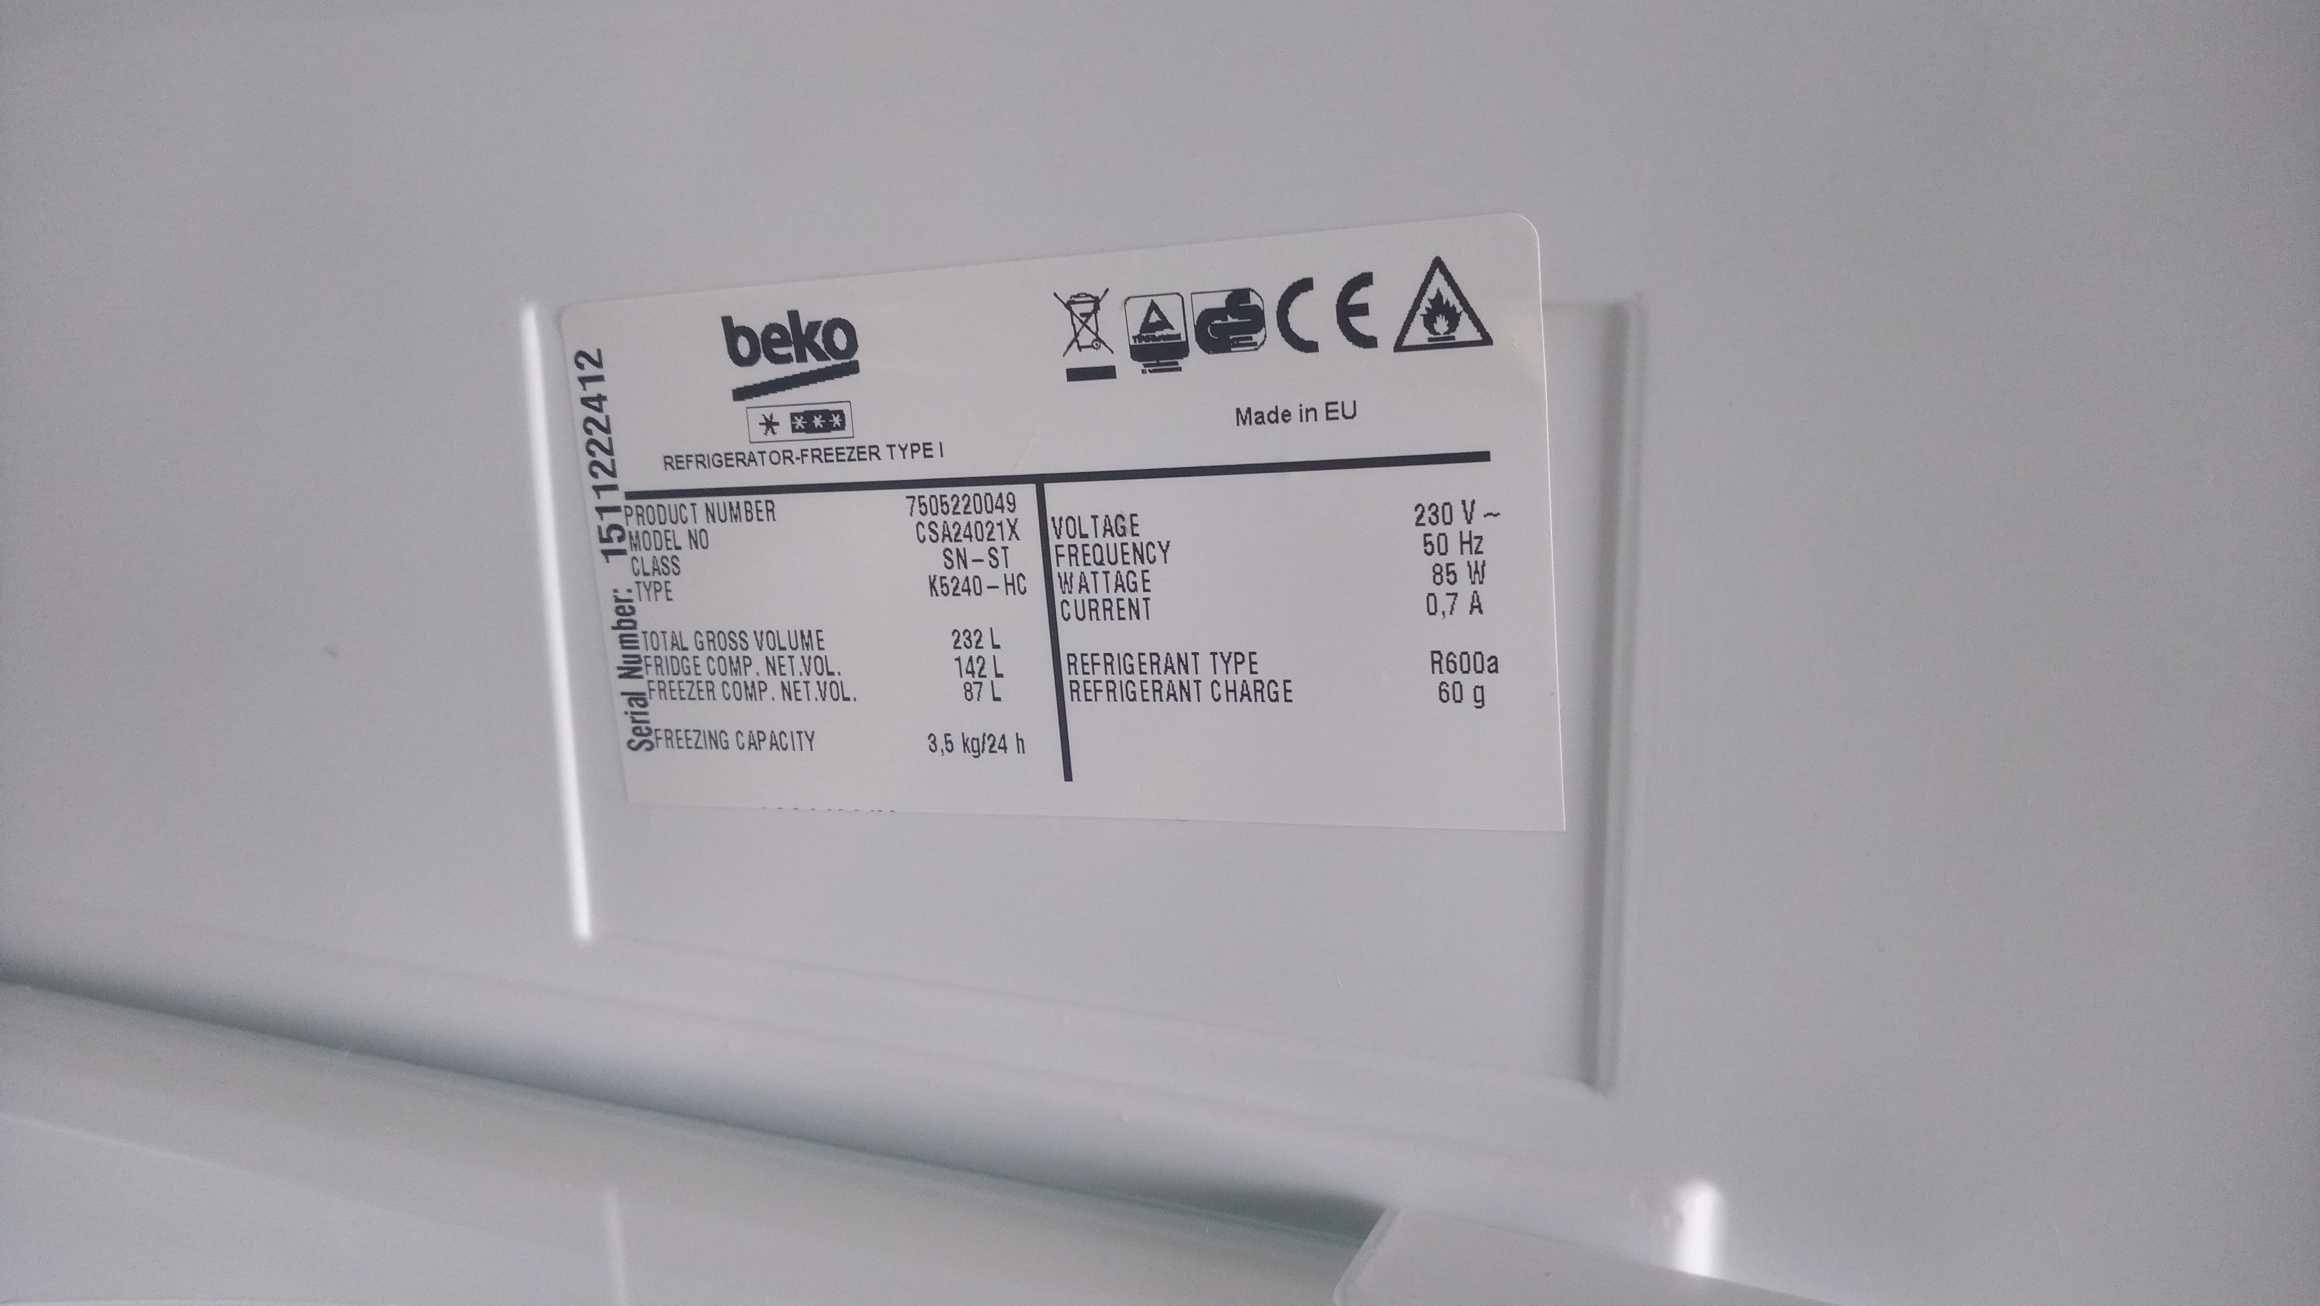 beko
REFRIGERATOR-FREEZER TYPE I
Made in EU
Serial Number: 1511222412
PRODUCT NUMBER 7505220049
MODEL NO CSA24021X
CLASS SN-ST
TYPE K5240-HC
TOTAL GROSS VOLUME 232 L
FRIDGE COMP. NET.VOL. 142 L
FREEZER COMP. NET.VOL. 87 L
FREEZING CAPACITY 3,5 kg/24 h
VOLTAGE 230 V ~
FREQUENCY 50 Hz
WATTAGE 85 W
CURRENT 0,7 A
REFRIGERANT TYPE R600a
REFRIGERANT CHARGE 60 g